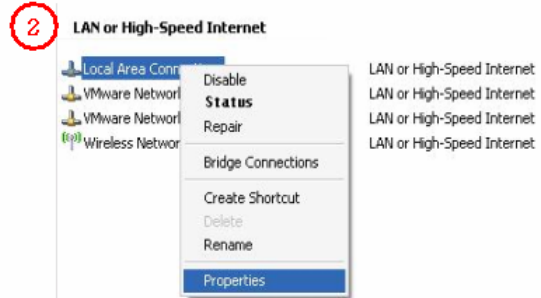 2
LAN or High-Speed Internet
Local Area Conn
LAN or High-Speed Internet
VMware Networ
LAN or High-Speed Internet
VMware Networ
LAN or High-Speed Internet
Wireless Networ
LAN or High-Speed Internet
Disable
Status
Repair
Bridge Connections
Create Shortcut
Delete
Rename
Properties